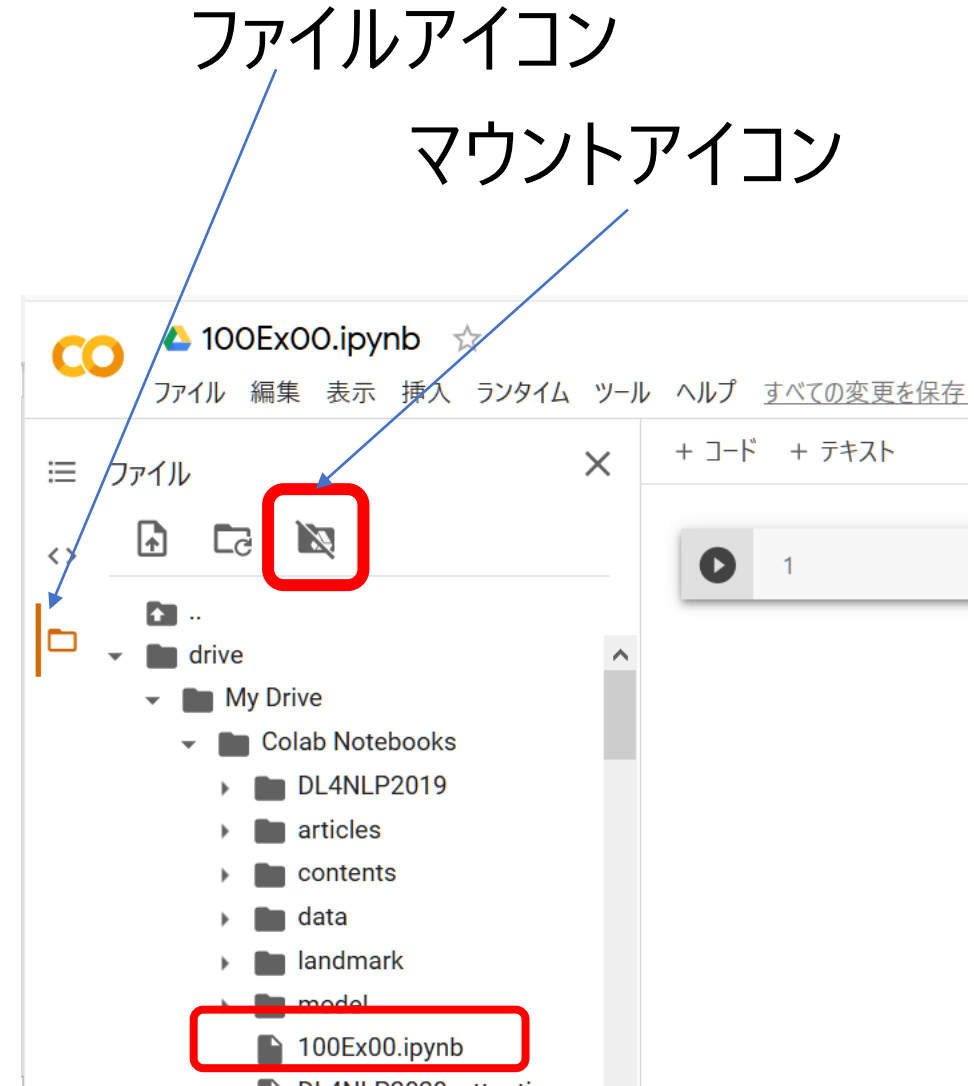 ファイルアイコン
マウントアイコン
100Ex00.ipynb
ファイル 編集 表示 挿入 ランタイム ツール ヘルプ すべての変更を保存
ファイル
+ コード + テキスト
1
..
drive
My Drive
Colab Notebooks
DL4NLP2019
articles
contents
data
landmark
model
100Ex00.ipynb